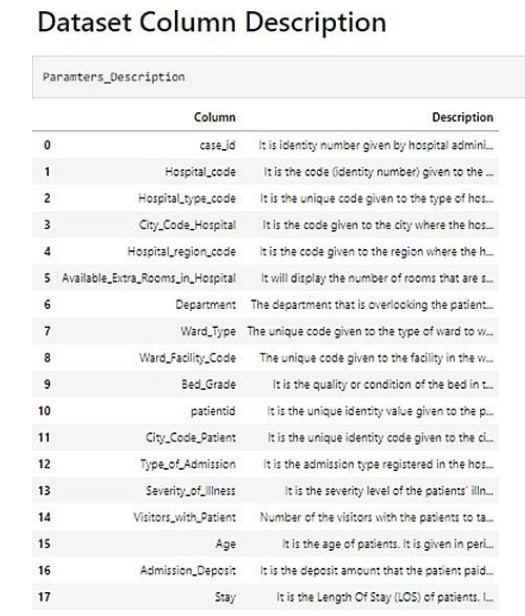 Dataset Column Description
Paramters_Description
Column Description
0 case_id It is identity number given by hospital admini...
1 Hospital_code It is the code (identity number) given to the ...
2 Hospital_type_code It is the unique code given to the type of hos...
3 City_Code_Hospital It is the code given to the city where the hos...
4 Hospital_region_code It is the code given to the region where the h...
5 Available_Extra_Rooms_in_Hospital It will display the number of rooms that are s...
6 Department The department that is overlooking the patient...
7 Ward_Type The unique code given to the type of ward to w...
8 Ward_Facility_Code The unique code given to the facility in the w...
9 Bed_Grade It is the quality or condition of the bed in t...
10 patientid It is the unique identity value given to the p...
11 City_Code_Patient It is the unique identity code given to the ci...
12 Type_of_Admission It is the admission type registered in the hos...
13 Severity_of_Illness It is the severity level of the patients' illn...
14 Visitors_with_Patient Number of the visitors with the patients to ta...
15 Age It is the age of patients. It is given in peri...
16 Admission_Deposit It is the deposit amount that the patient paid...
17 Stay It is the Length Of Stay (LOS) of patients. I...